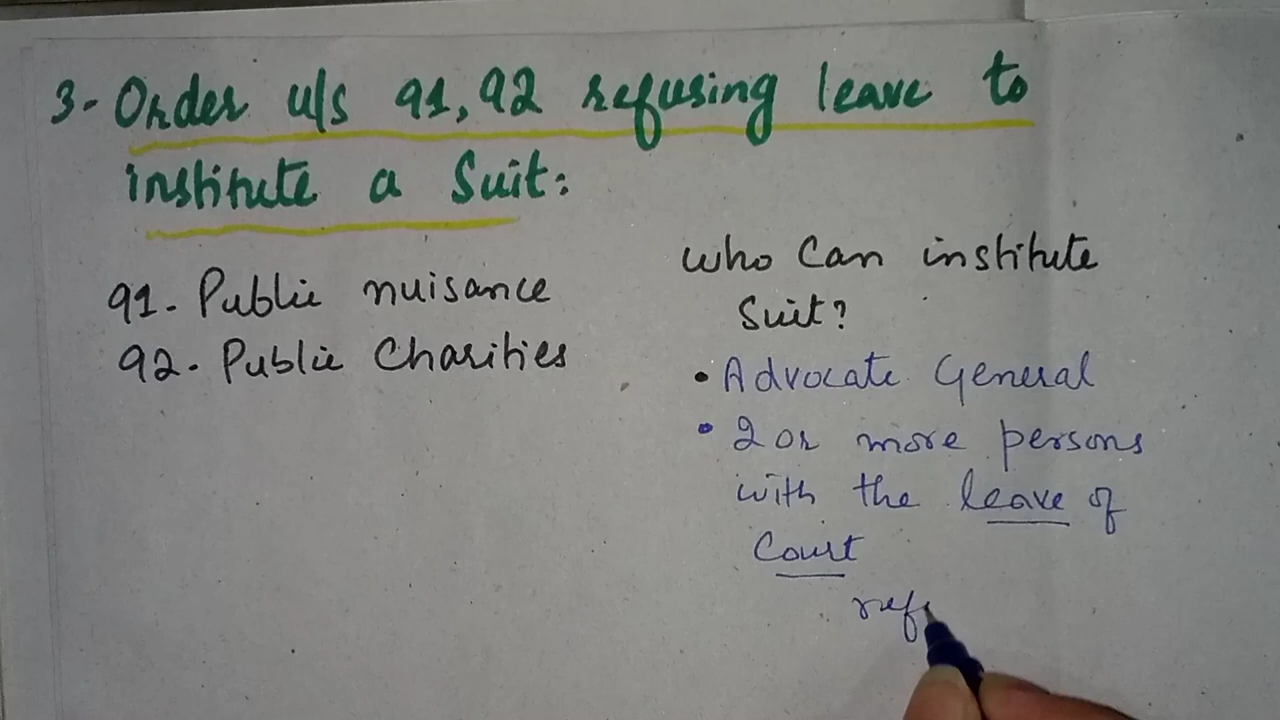 3- Order u/s 91,92 refusing leave to
institute a Suit:
91. Public nuisance
92. Public Charities
who Can institute
Suit?
• Advocate General
• 2 or more persons
with the leave of
Court
ref